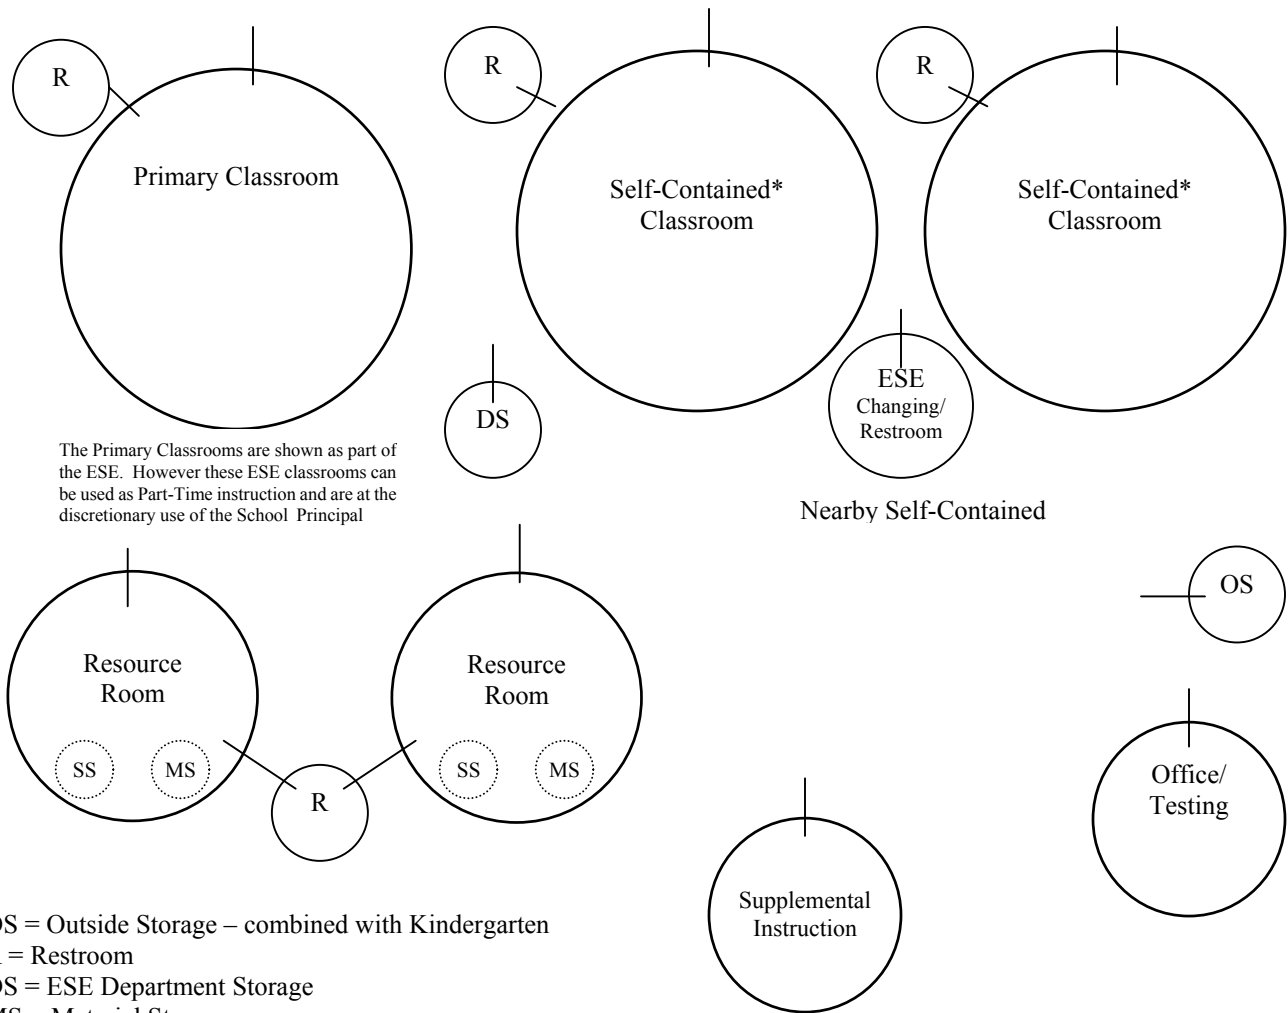 R
R
R
Primary Classroom
Self-Contained*
Classroom
Self-Contained*
Classroom
ESE
Changing/
Restroom
DS
The Primary Classrooms are shown as part of
the ESE.  However these ESE classrooms can
be used as Part-Time instruction and are at the
discretionary use of the School Principal
Nearby Self-Contained
OS
Resource
Room
Resource
Room
SS
MS
SS
MS
R
Office/
Testing
Supplemental
Instruction
OS = Outside Storage – combined with Kindergarten
= Restroom
DS = ESE Department Storage